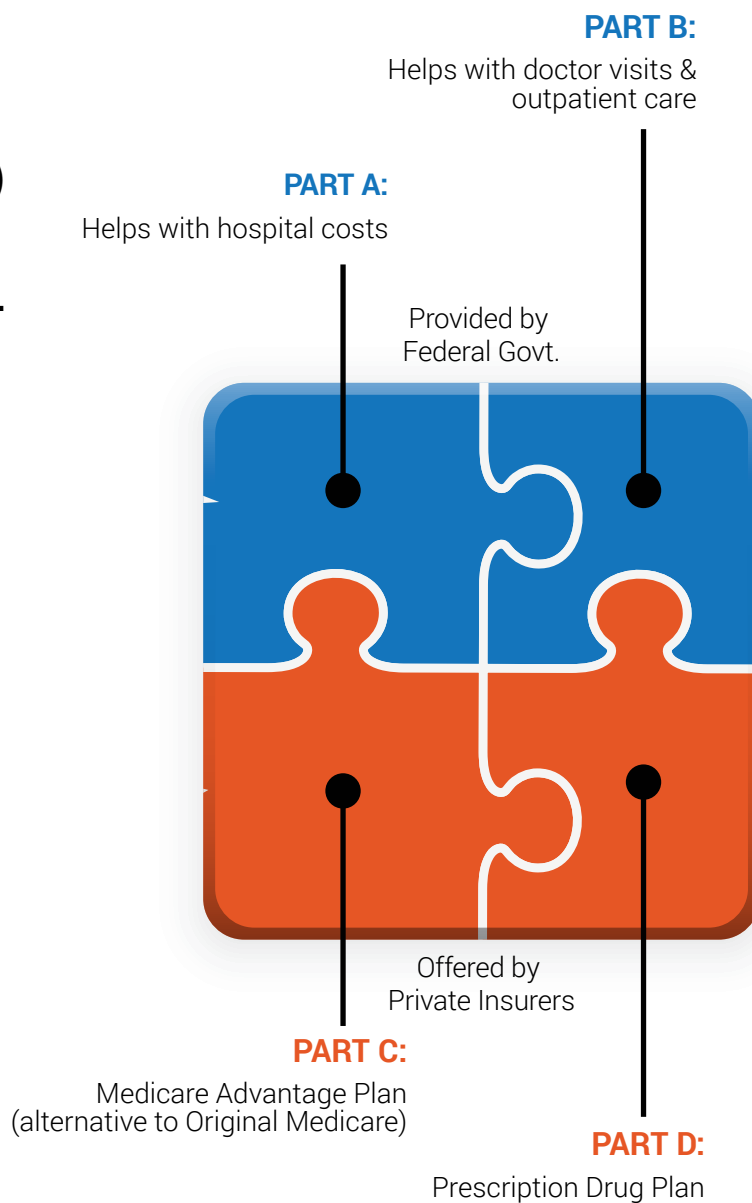 PART B:
Helps with doctor visits &
outpatient care
PART A:
Helps with hospital costs
Provided by
Federal Govt.
Offered by
Private Insurers
PART C:
Medicare Advantage Plan
(alternative to Original Medicare)
PART D:
Prescription Drug Plan